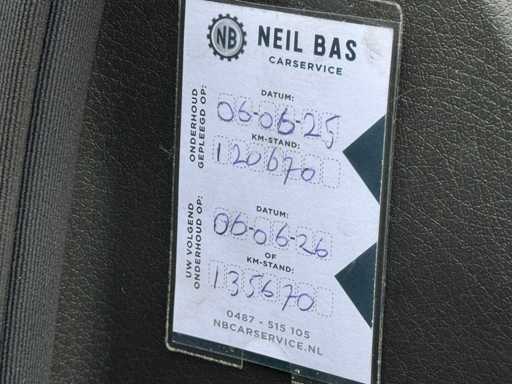 NB NEIL BAS
CARSERVICE
ONDERHOUD
GEPLEEGD OP:
DATUM:
06-06-25
KM-STAND:
120670
UW VOLGEND
ONDERHOUD OP:
DATUM:
06-06-26
OF
KM-STAND:
135670
0487 - 515 105
NBCARSERVICE.NL